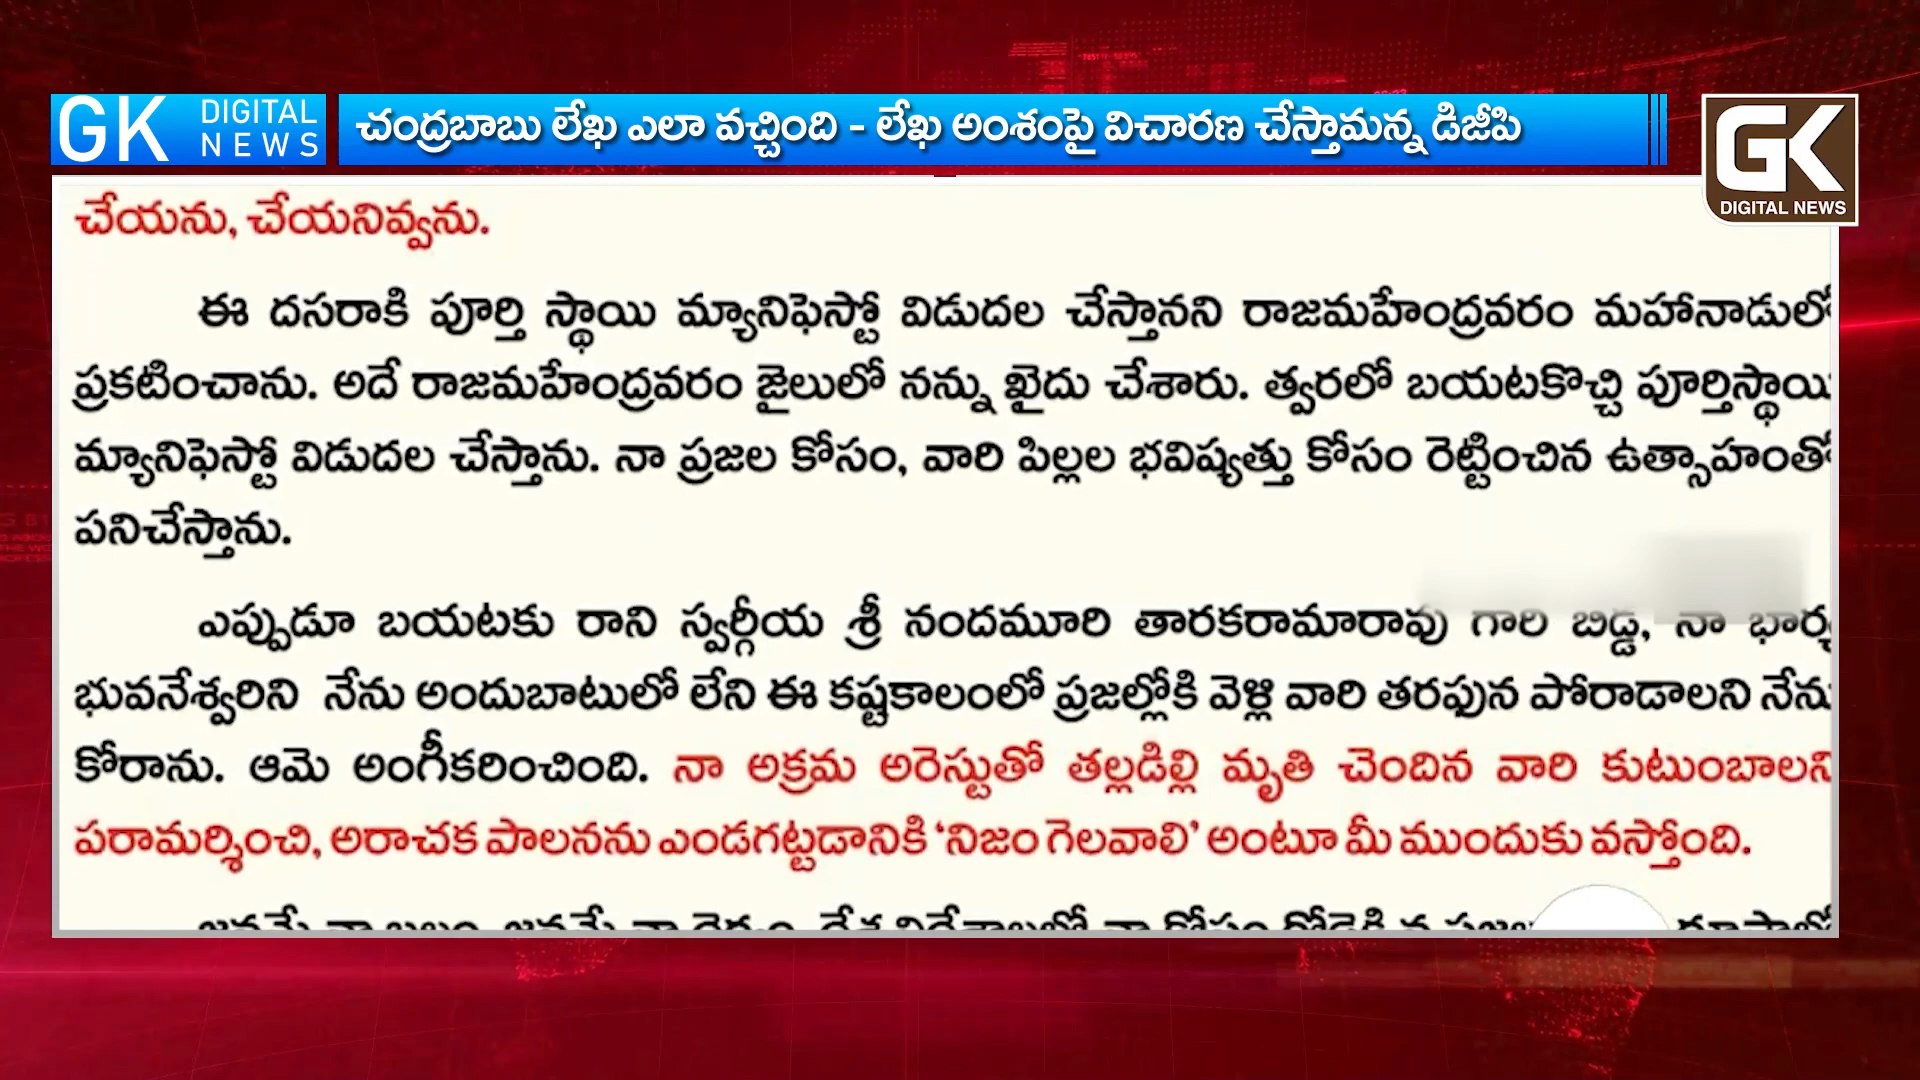 GK DIGITAL NEWS
చంద్రబాబు లేఖ ఎలా వచ్చింది - లేఖ అంశంపై విచారణ చేస్తామన్న డిజీపి
GK
DIGITAL NEWS
చేయను, చేయనివ్వను.
ఈ దసరాకి పూర్తి స్థాయి మ్యానిఫెస్టో విడుదల చేస్తానని రాజమహేంద్రవరం మహానాడులో
ప్రకటించాను. అదే రాజమహేంద్రవరం జైలులో నన్ను ఖైదు చేశారు. త్వరలో బయటకొచ్చి పూర్తిస్థాయి
మ్యానిఫెస్టో విడుదల చేస్తాను. నా ప్రజల కోసం, వారి పిల్లల భవిష్యత్తు కోసం రెట్టించిన ఉత్సాహంతో
పనిచేస్తాను.
ఎప్పుడూ బయటకు రాని స్వర్గీయ శ్రీ నందమూరి తారకరామారావు గారి బిడ్డ, నా భార్య
భువనేశ్వరిని నేను అందుబాటులో లేని ఈ కష్టకాలంలో ప్రజల్లోకి వెళ్లి వారి తరఫున పోరాడాలని నేను
కోరాను. ఆమె అంగీకరించింది. నా అక్రమ అరెస్టుతో తల్లడిల్లి మృతి చెందిన వారి కుటుంబాలని
పరామర్శించి, అరాచక పాలనను ఎండగట్టడానికి ‘నిజం గెలవాలి’ అంటూ మీ ముందుకు వస్తోంది.